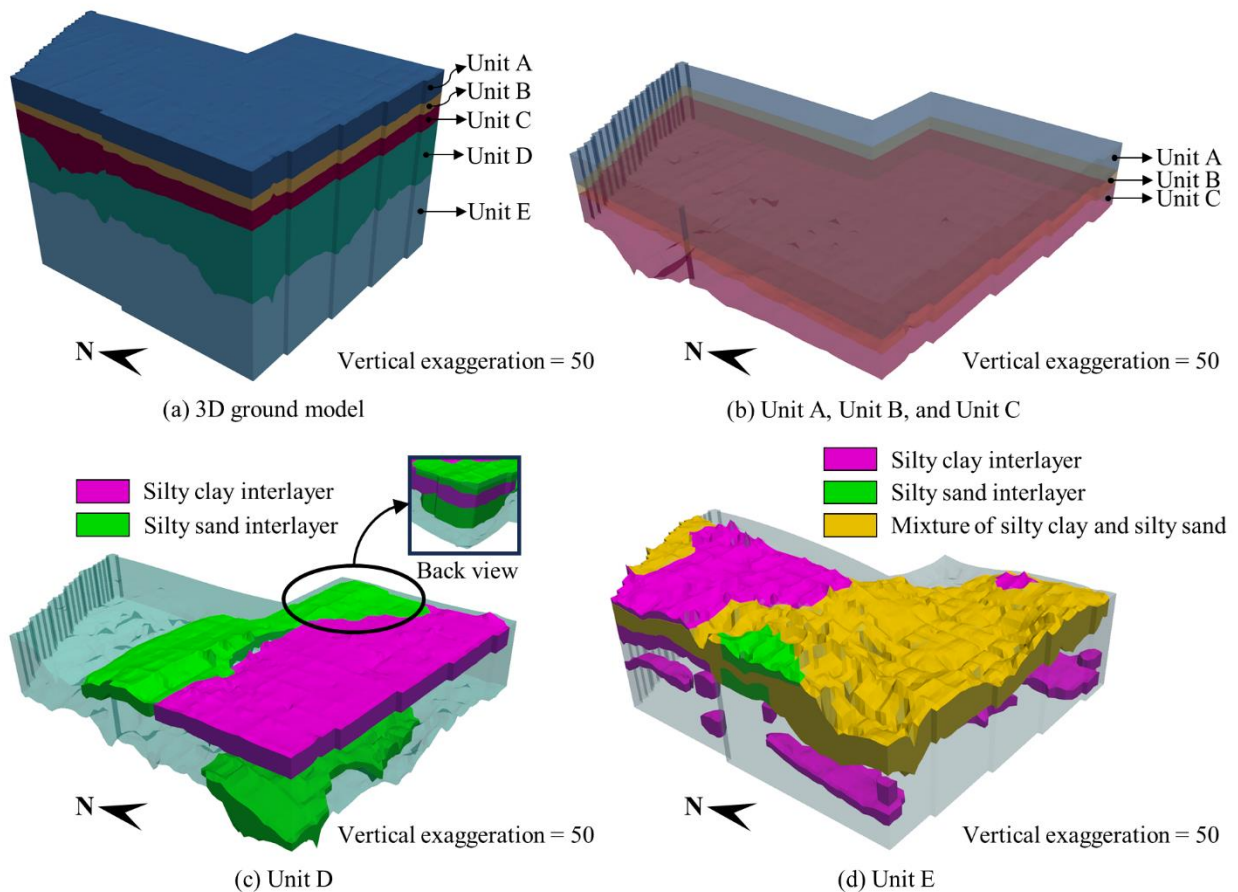 Unit A
Unit B
Unit C
Unit D
Unit E
N
Vertical exaggeration = 50
(a) 3D ground model
Unit A
Unit B
Unit C
N
Vertical exaggeration = 50
(b) Unit A, Unit B, and Unit C
Silty clay interlayer
Silty sand interlayer
Back view
N
Vertical exaggeration = 50
(c) Unit D
Silty clay interlayer
Silty sand interlayer
Mixture of silty clay and silty sand
N
Vertical exaggeration = 50
(d) Unit E